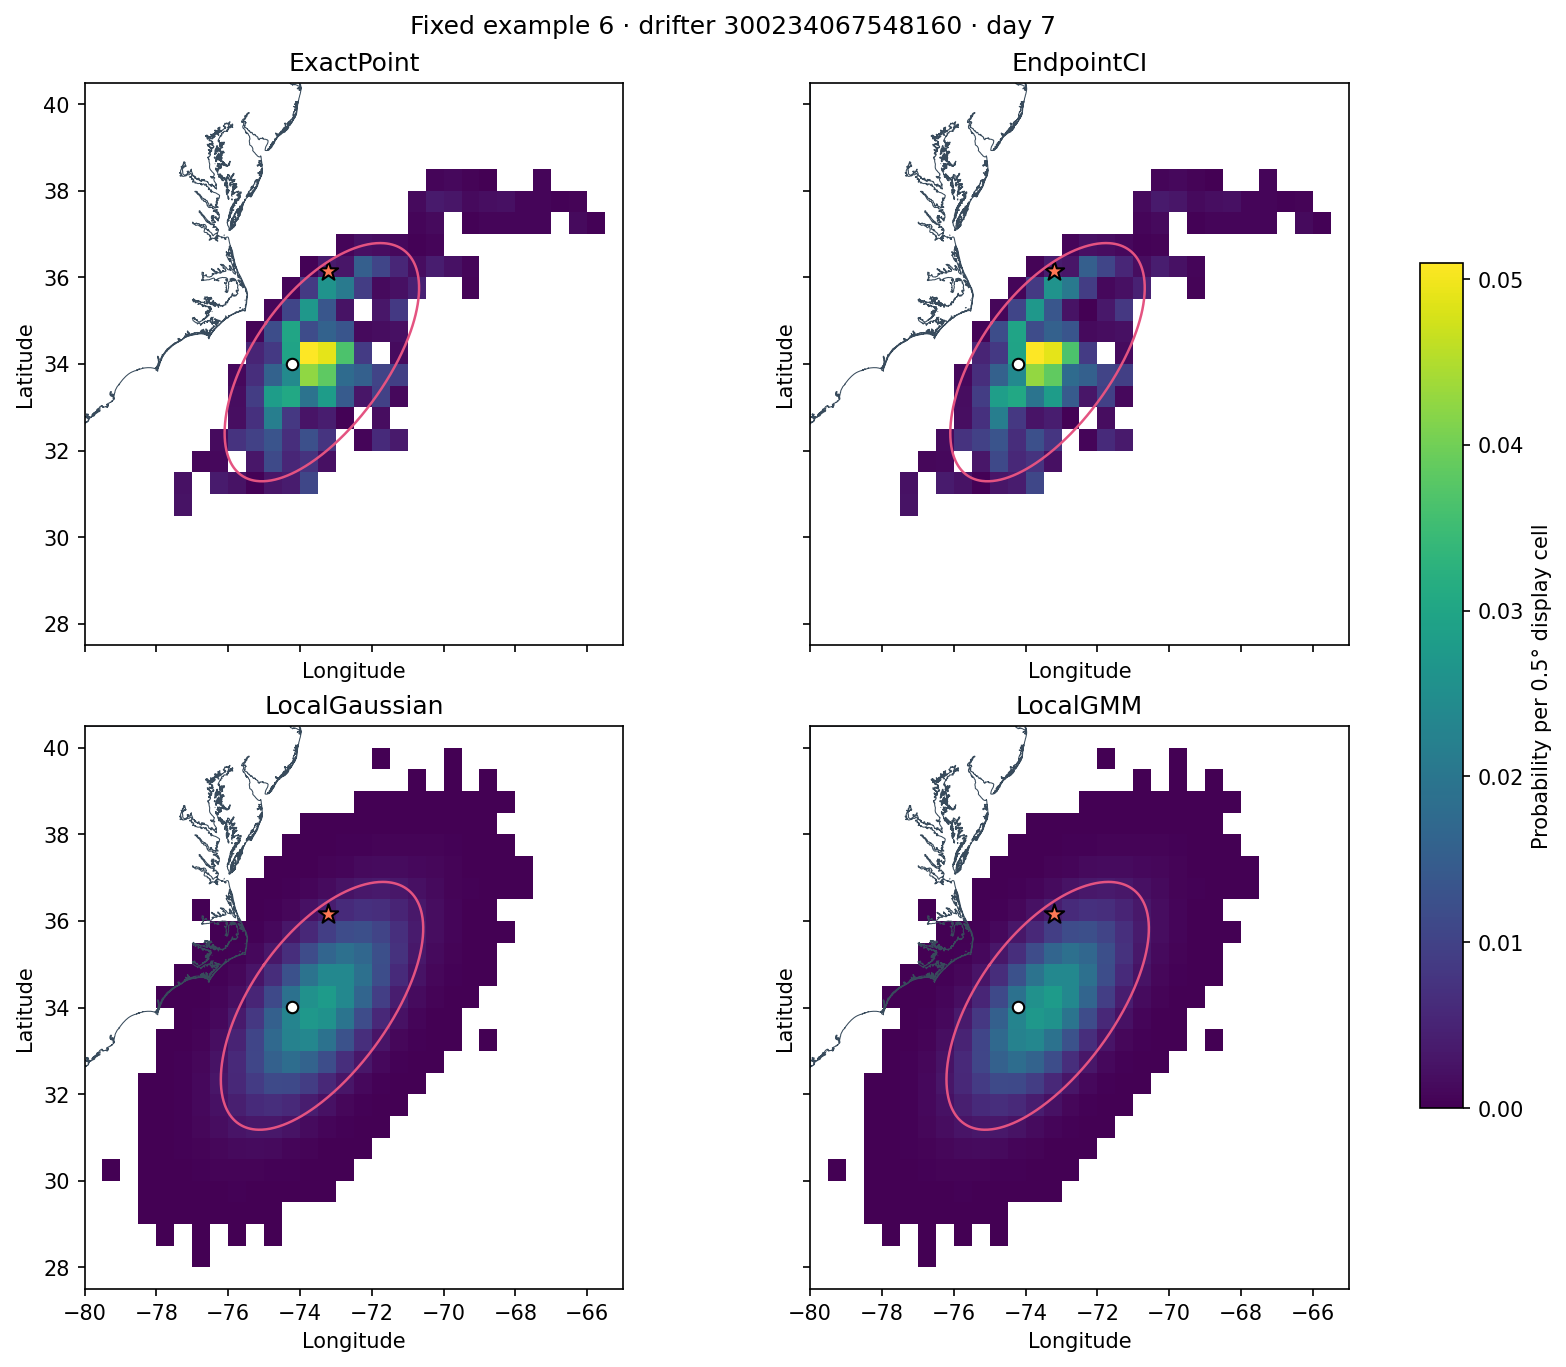 Fixed example 6 · drifter 300234067548160 · day 7
ExactPoint
EndpointCI
40
38
36
34
32
30
28
Latitude
Latitude
Longitude
Longitude
LocalGaussian
LocalGMM
40
38
36
34
32
30
28
Latitude
Latitude
−80 −78 −76 −74 −72 −70 −68 −66
−80 −78 −76 −74 −72 −70 −68 −66
Longitude
Longitude
0.05
0.04
0.03
0.02
0.01
0.00
Probability per 0.5° display cell